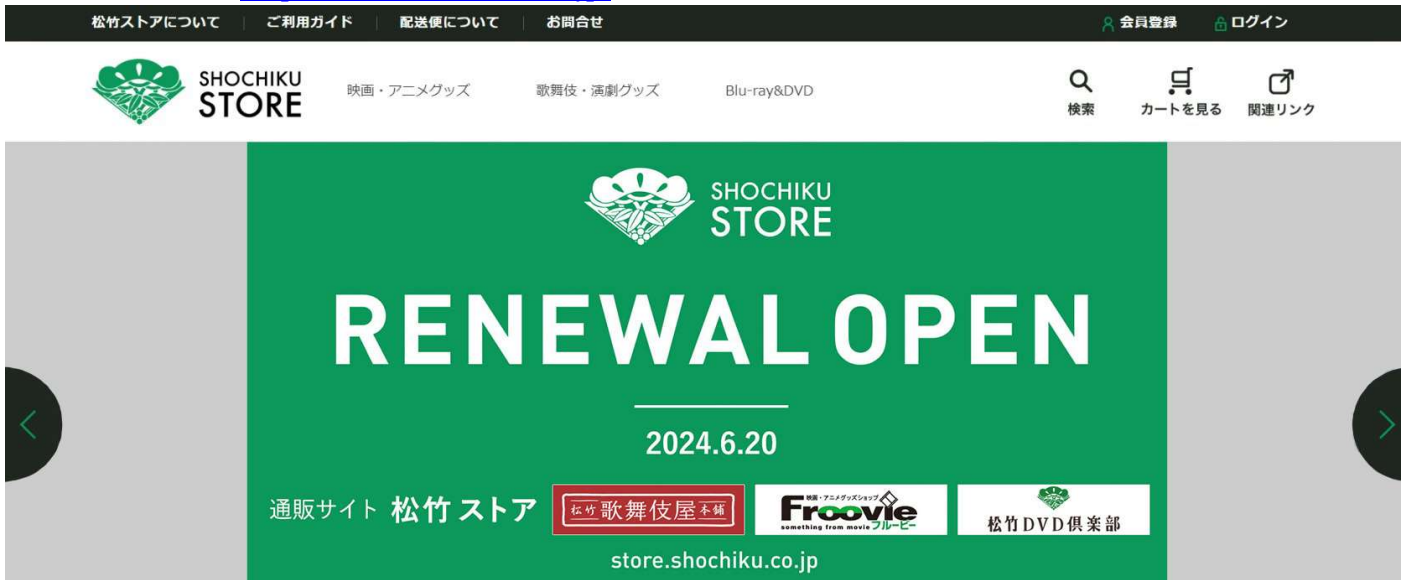 松竹ストアについて
ご利用ガイド
配送便について
お問合せ
会員登録
ログイン
SHOCHIKU
STORE
映画・アニメグッズ
歌舞伎・演劇グッズ
Blu-ray&DVD
検索
カートを見る
関連リンク
SHOCHIKU
STORE
RENEWAL OPEN
2024.6.20
通販サイト 松竹 ストア
松竹歌舞伎屋本舗
映画・アニメグッズショップ
Froovie
something from movie フルービー
松竹DVD倶楽部
store.shochiku.co.jp